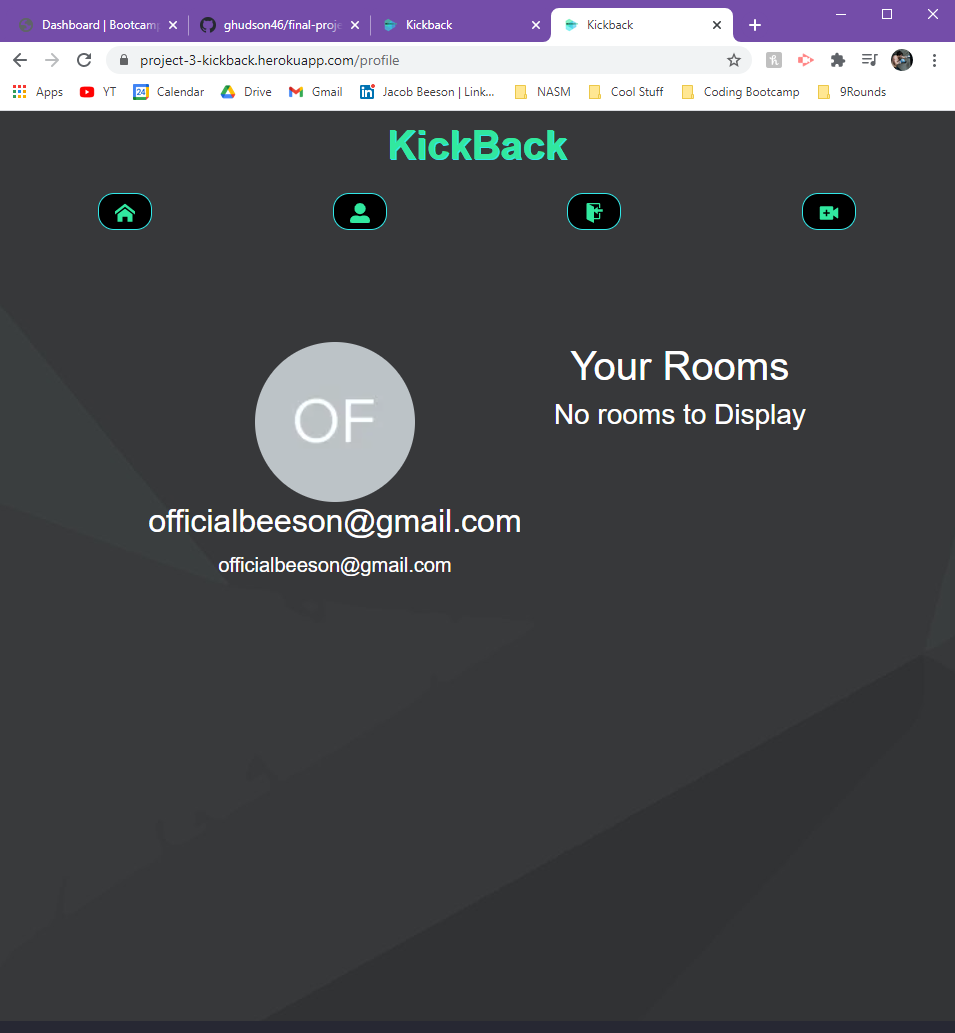 Dashboard | Bootcamp
ghudson46/final-proje
Kickback
Kickback
project-3-kickback.herokuapp.com/profile
Apps
YT
24
Calendar
Drive
Gmail
Jacob Beeson | Link...
NASM
Cool Stuff
Coding Bootcamp
9Rounds
KickBack
OF
Your Rooms
No rooms to Display
officialbeeson@gmail.com
officialbeeson@gmail.com